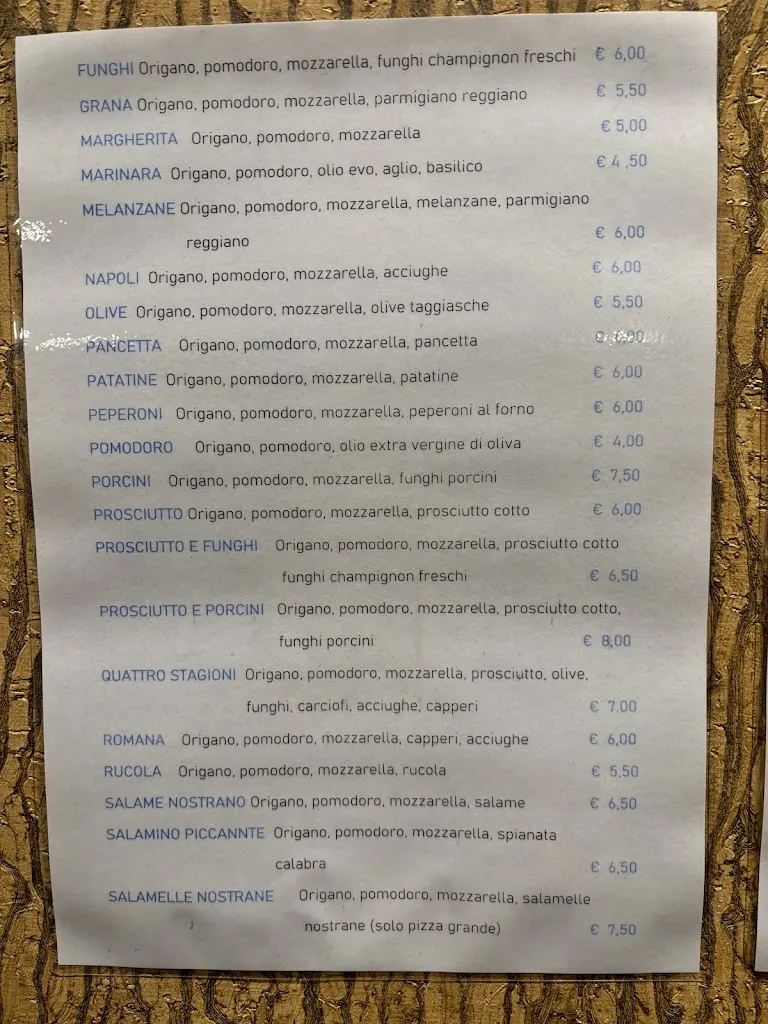 FUNGHI Origano, pomodoro, mozzarella, funghi champignon freschi € 6,00
GRANA Origano, pomodoro, mozzarella, parmigiano reggiano € 5,50
MARGHERITA Origano, pomodoro, mozzarella € 5,00
MARINARA Origano, pomodoro, olio evo, aglio, basilico € 4 ,50
MELANZANE Origano, pomodoro, mozzarella, melanzane, parmigiano
reggiano € 6,00
NAPOLI Origano, pomodoro, mozzarella, acciughe € 6,00
OLIVE Origano, pomodoro, mozzarella, olive taggiasche € 5,50
PANCETTA Origano, pomodoro, mozzarella, pancetta €
PATATINE Origano, pomodoro, mozzarella, patatine € 6,00
PEPERONI Origano, pomodoro, mozzarella, peperoni al forno € 6,00
POMODORO Origano, pomodoro, olio extra vergine di oliva € 4,00
PORCINI Origano, pomodoro, mozzarella, funghi porcini € 7,50
PROSCIUTTO Origano, pomodoro, mozzarella, prosciutto cotto € 6,00
PROSCIUTTO E FUNGHI Origano, pomodoro, mozzarella, prosciutto cotto
funghi champignon freschi € 6,50
PROSCIUTTO E PORCINI Origano, pomodoro, mozzarella, prosciutto cotto,
funghi porcini € 8,00
QUATTRO STAGIONI Origano, pomodoro, mozzarella, prosciutto, olive,
funghi, carciofi, acciughe, capperi € 7.00
ROMANA Origano, pomodoro, mozzarella, capperi, acciughe € 6,00
RUCOLA Origano, pomodoro, mozzarella, rucola € 5,50
SALAME NOSTRANO Origano, pomodoro, mozzarella, salame € 6,50
SALAMINO PICCANNTE Origano, pomodoro, mozzarella, spianata
calabra € 6,50
SALAMELLE NOSTRANE Origano, pomodoro, mozzarella, salamelle
nostrane (solo pizza grande) € 7,50